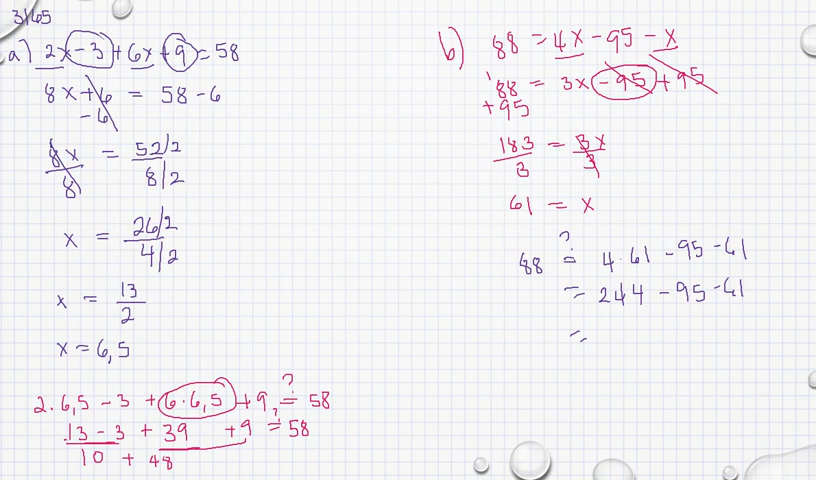 3165
a) 2x - 3 + 6x + 9 = 58
8x + 6 = 58 - 6
- 6
8x/8 = 52/2 / 8/2
x = 26/2 / 4/2
x = 13/2
x = 6,5
2. 6,5 - 3 + 6 · 6,5 + 9 ?= 58
13 - 3 + 39 + 9 ?= 58
10 + 48
b) 88 = 4x - 95 - x
88 = 3x - 95 + 95
+95
183/3 = 3x/3
61 = x
88 ?= 4 · 61 - 95 - 61
= 244 - 95 - 61
=